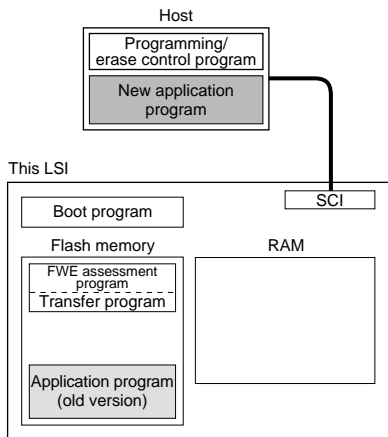 Host
Programming/
erase control program
New application
program
This LSI
SCI
Boot program
Flash memory
RAM
FWE assessment
program
Transfer program
Application program
(old version)